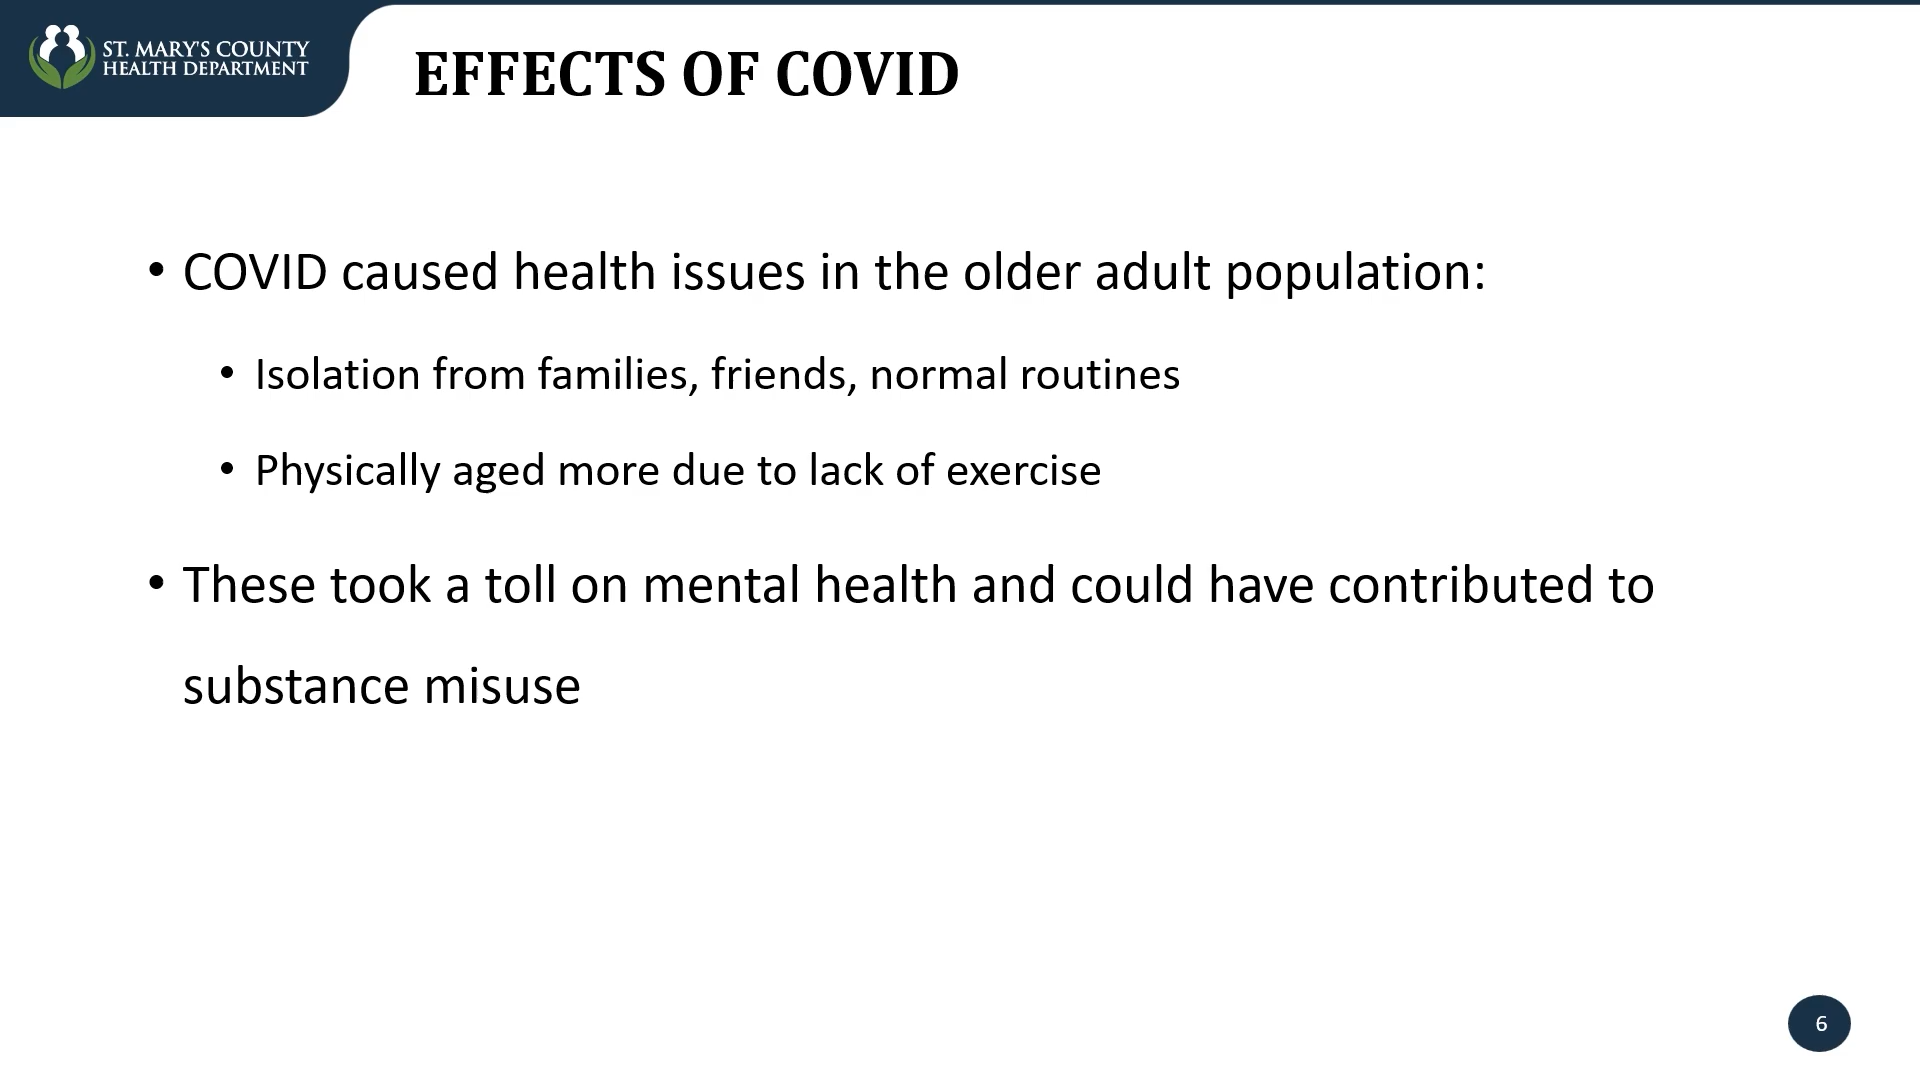 ST. MARY'S COUNTY
HEALTH DEPARTMENT
EFFECTS OF COVID
• COVID caused health issues in the older adult population:
• Isolation from families, friends, normal routines
• Physically aged more due to lack of exercise
• These took a toll on mental health and could have contributed to
substance misuse
6